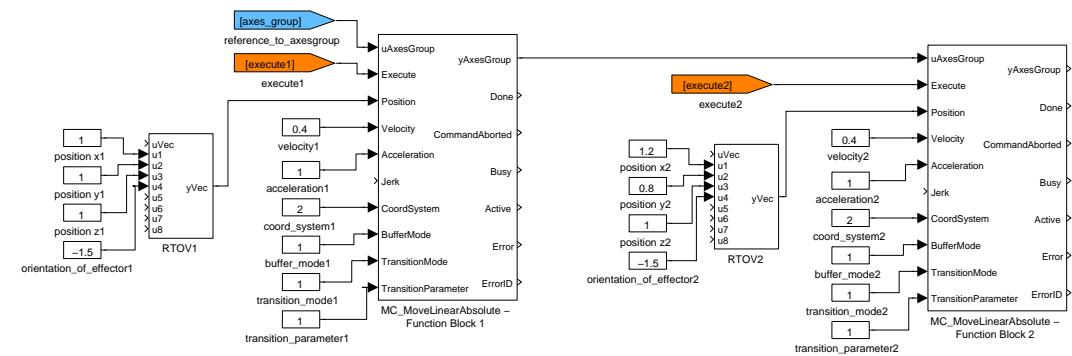 [axes_group]
reference_to_axesgroup
[execute1]
execute1
1
position x1
1
position y1
1
position z1
−1.5
orientation_of_effector1
uVec
u1
u2
u3
u4
u5
u6
u7
u8
yVec
RTOV1
0.4
velocity1
1
acceleration1
2
coord_system1
1
buffer_mode1
1
transition_mode1
1
transition_parameter1
uAxesGroup
Execute
Position
Velocity
Acceleration
Jerk
CoordSystem
BufferMode
TransitionMode
TransitionParameter
yAxesGroup
Done
CommandAborted
Busy
Active
Error
ErrorID
MC_MoveLinearAbsolute −
Function Block 1
[execute2]
execute2
1.2
position x2
0.8
position y2
1
position z2
−1.5
orientation_of_effector2
uVec
u1
u2
u3
u4
u5
u6
u7
u8
yVec
RTOV2
0.4
velocity2
1
acceleration2
2
coord_system2
1
buffer_mode2
1
transition_mode2
1
transition_parameter2
uAxesGroup
Execute
Position
Velocity
Acceleration
Jerk
CoordSystem
BufferMode
TransitionMode
TransitionParameter
yAxesGroup
Done
CommandAborted
Busy
Active
Error
ErrorID
MC_MoveLinearAbsolute −
Function Block 2